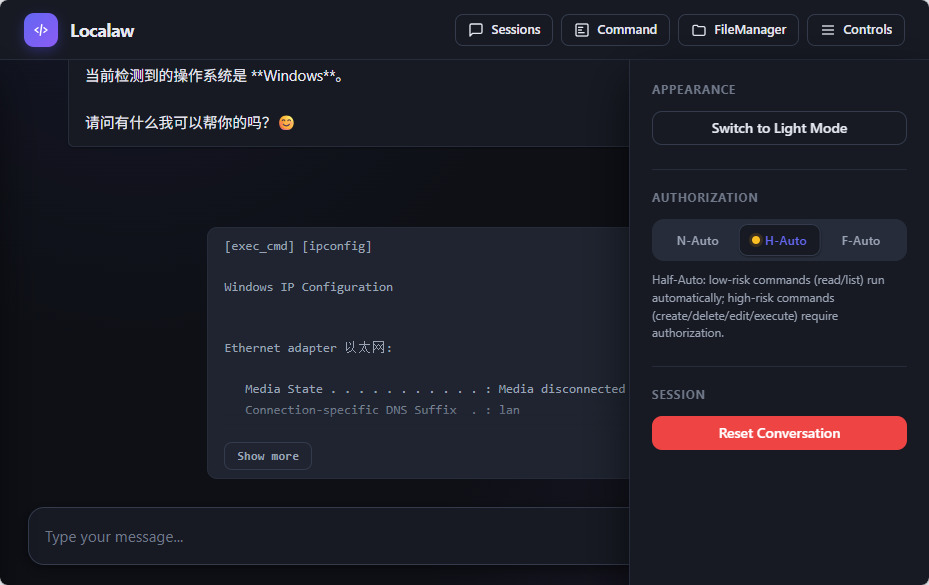 </>
Localaw
Sessions
Command
FileManager
Controls
当前检测到的操作系统是 **Windows**。
请问有什么我可以帮你的吗？😊
[exec_cmd] [ipconfig]
Windows IP Configuration
Ethernet adapter 以太网:
Media State . . . . . . . . . . . : Media disconnected
Connection-specific DNS Suffix  . : lan
Show more
Type your message...
APPEARANCE
Switch to Light Mode
AUTHORIZATION
N-Auto
H-Auto
F-Auto
Half-Auto: low-risk commands (read/list) run
automatically; high-risk commands
(create/delete/edit/execute) require
authorization.
SESSION
Reset Conversation